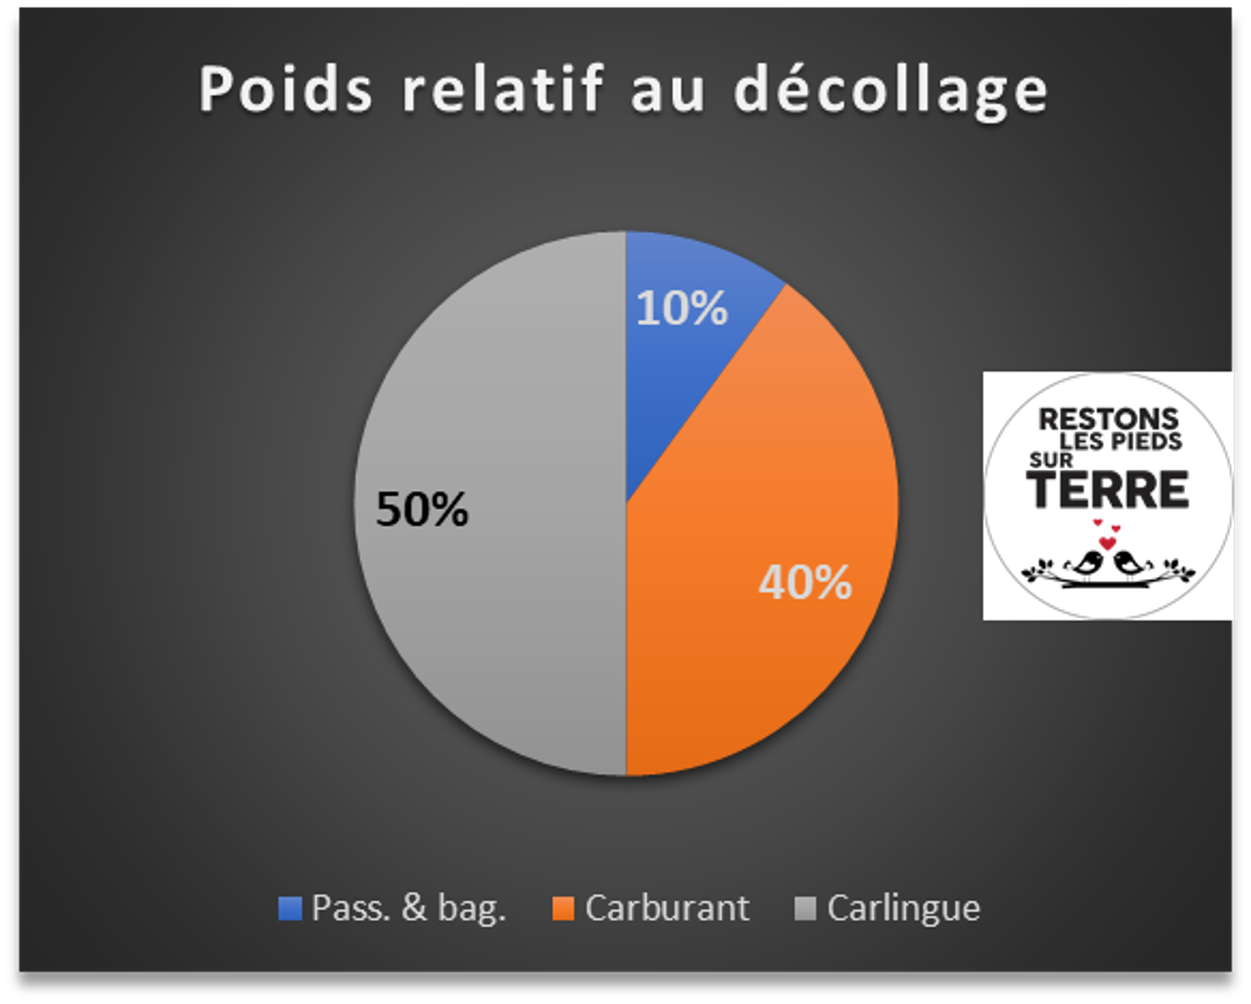 Poids relatif au décollage
10%
50%
40%
RESTONS
LES PIEDS
SUR
TERRE
Pass. & bag. Carburant Carlingue